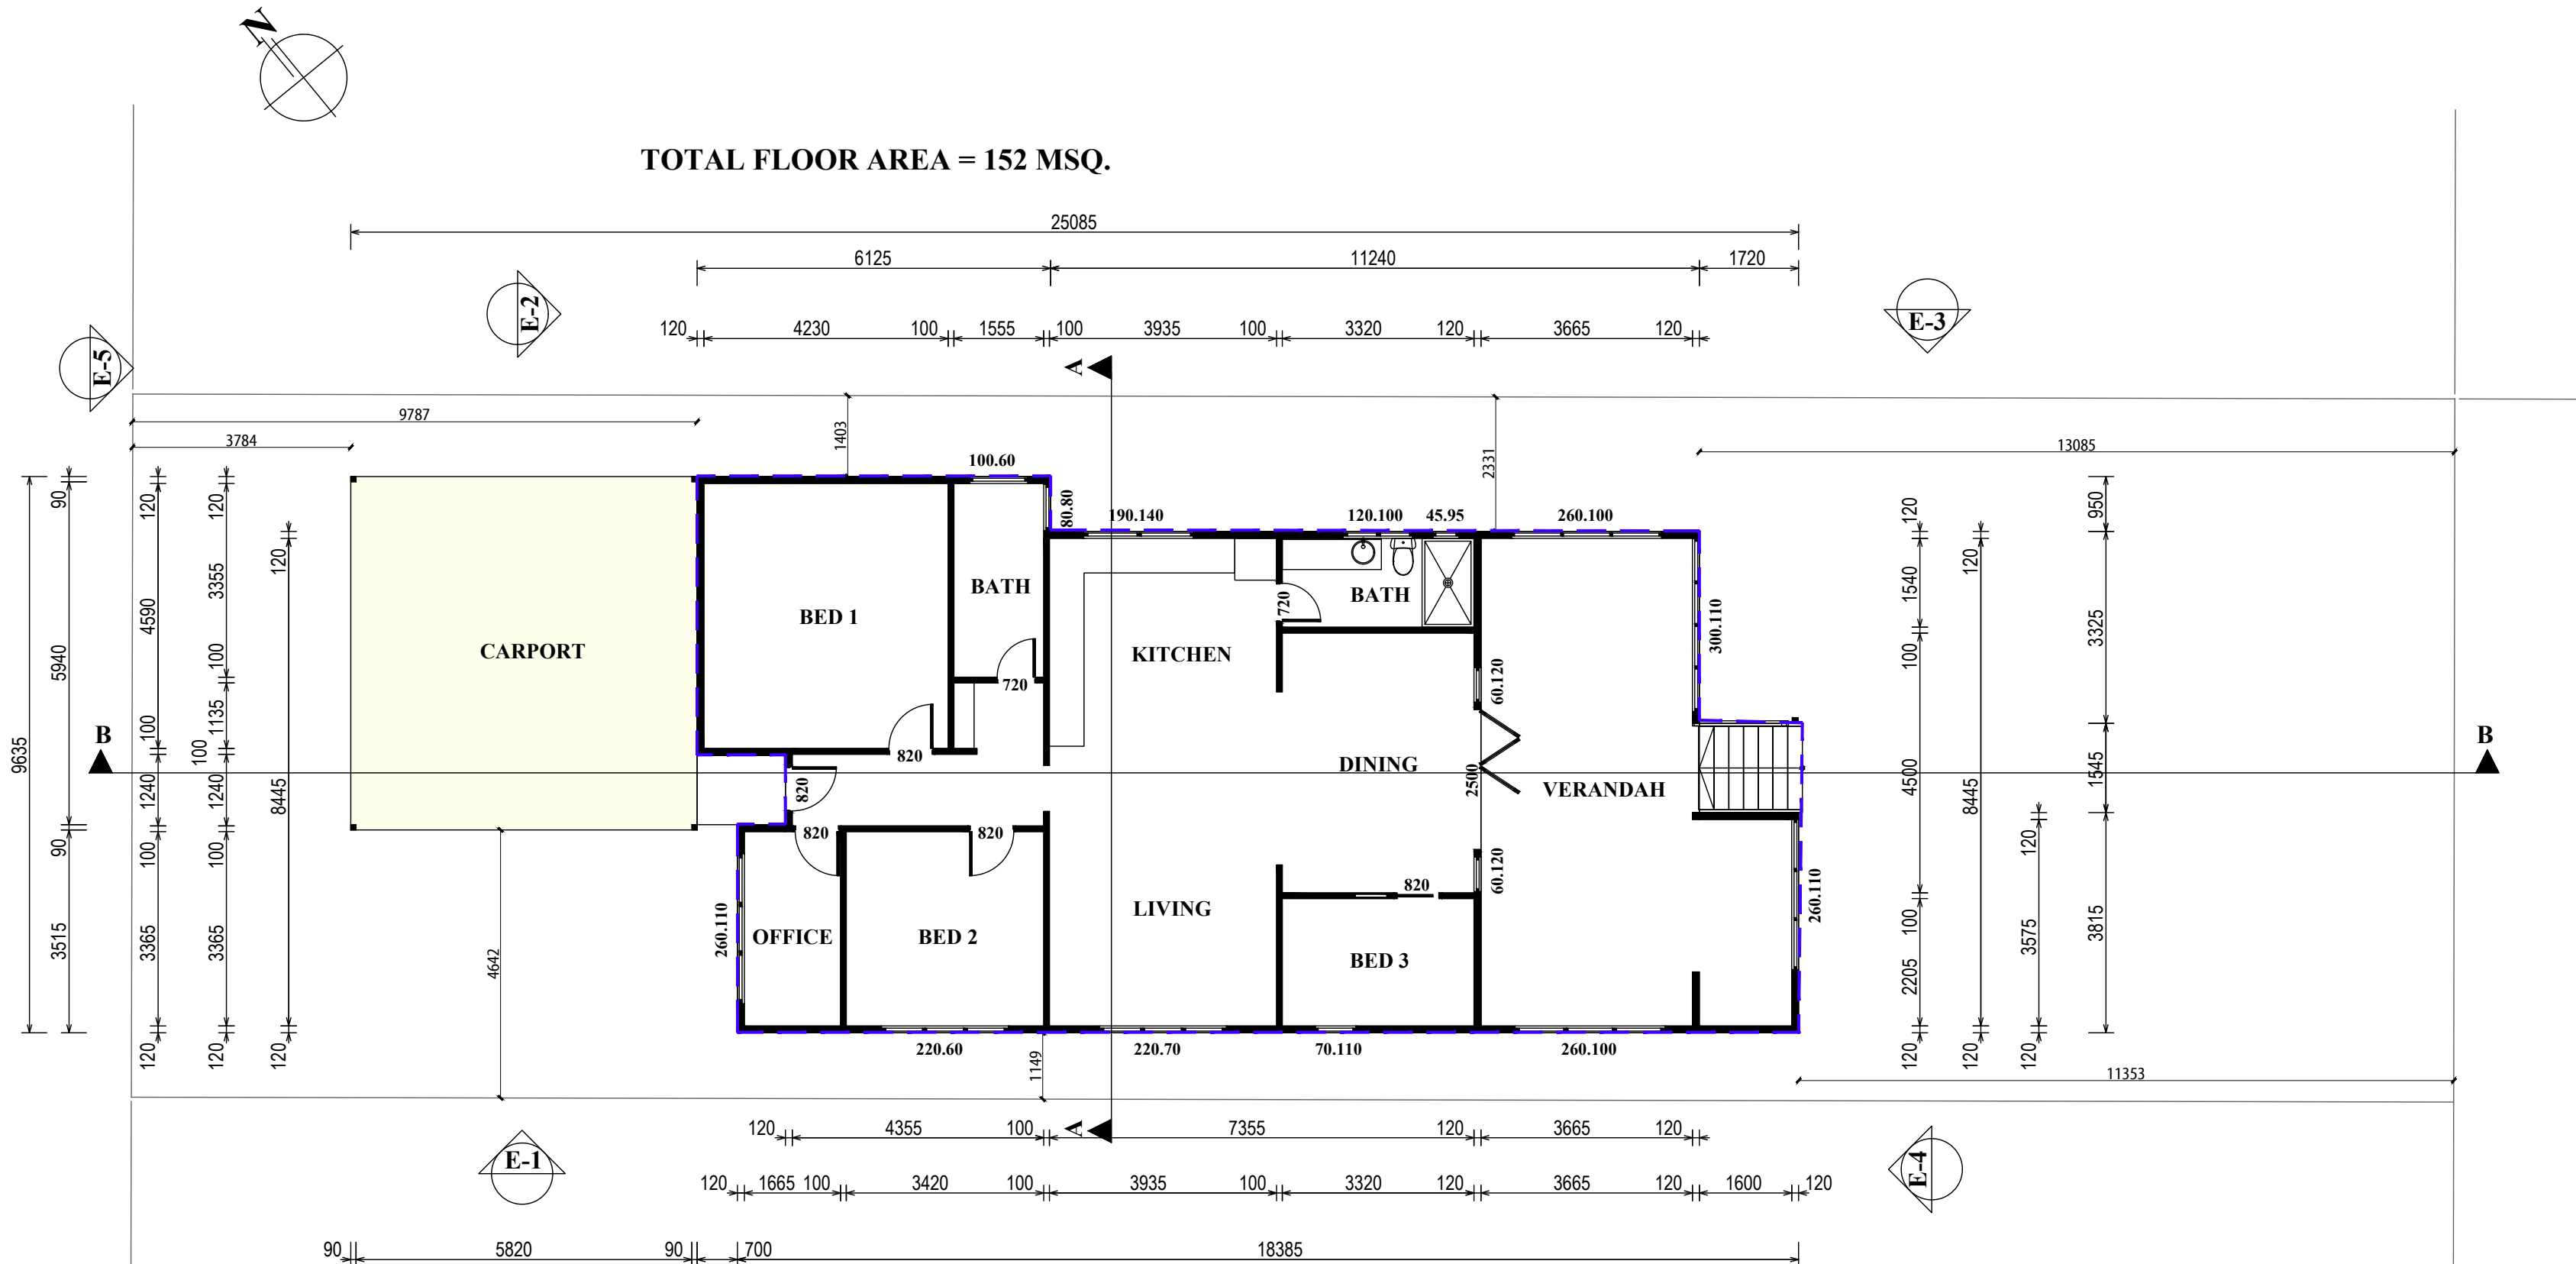 N
TOTAL FLOOR AREA = 152 MSQ.
25085
6125 11240 1720
E-2
E-3
120 4230 100 1555 100 3935 100 3320 120 3665 120
E-5
A
9787
3784
1403
2331
13085
100.60
80.80
190.140
120.100
45.95
260.100
9635
90
5940
90
3515
120
4490
100
1240
100
3365
120
120
3355
100
1135
100
1240
100
3365
120
120
8445
120
CARPORT
BED 1
BATH
720
820
KITCHEN
720
BATH
60.120
300.110
DINING
2500
VERANDAH
B
B
820
820
820
60.120
820
260.110
OFFICE
BED 2
LIVING
BED 3
260.110
4642
220.60
220.70
70.110
260.100
1149
120
1540
100
4500
100
2205
120
120
8445
120
120
3575
120
950
3325
1545
3815
11353
120 4355 100 7355 120 3665 120
A
E-1
E-4
120 1665 100 3420 100 3935 100 3320 120 3665 120 1600 120
90 5820 90 700 18385